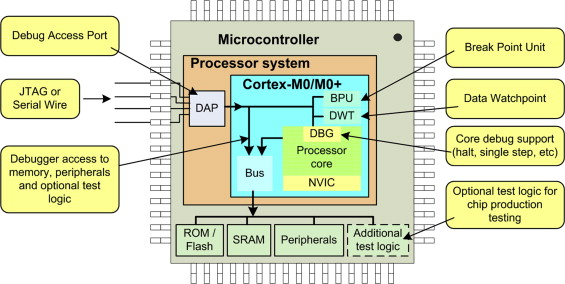 Debug Access Port
Microcontroller
Break Point Unit
Processor system
Cortex-M0/M0+
JTAG or
Serial Wire
DAP
BPU
DWT
Data Watchpoint
DBG
Processor
core
NVIC
Core debug support
(halt, single step, etc)
Debugger access to
memory, peripherals
and optional test
logic
Bus
Optional test logic for
chip production
testing
ROM /
Flash
SRAM
Peripherals
Additional
test logic